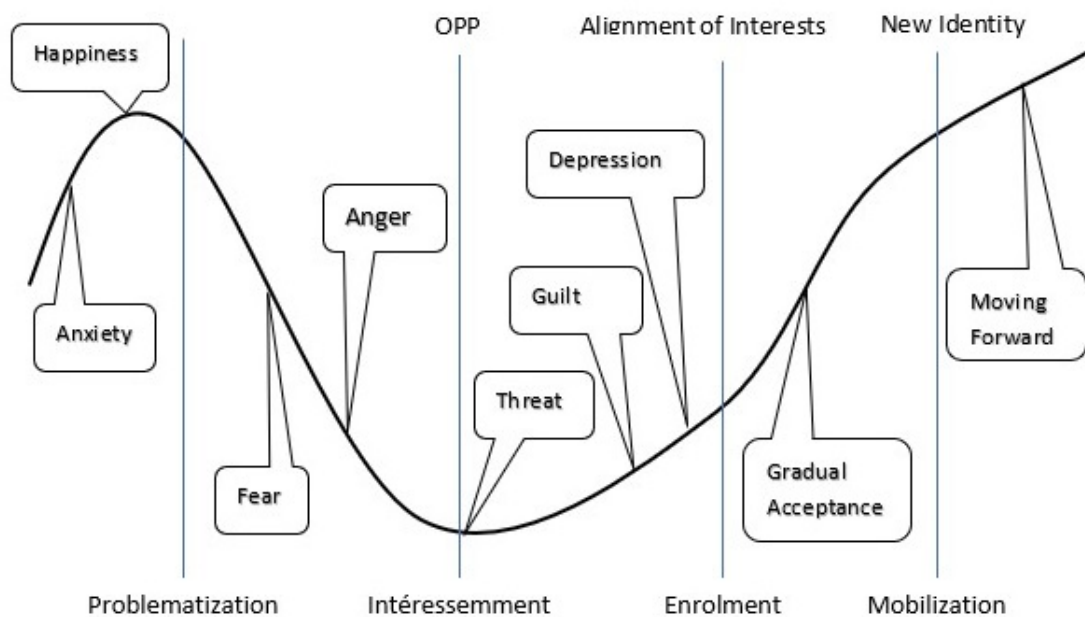 OPP
Alignment of Interests
New Identity
Happiness
Depression
Anger
Guilt
Moving
Forward
Anxiety
Threat
Gradual
Acceptance
Fear
Problematization
Intéressemment
Enrolment
Mobilization